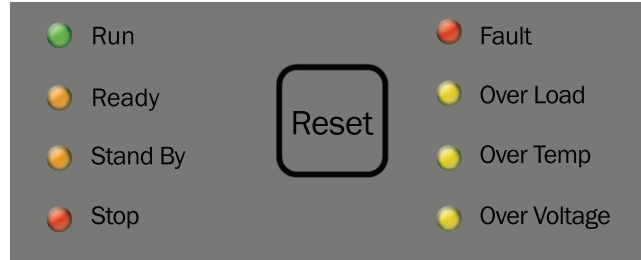 Run
Ready
Stand By
Stop
Reset
Fault
Over Load
Over Temp
Over Voltage